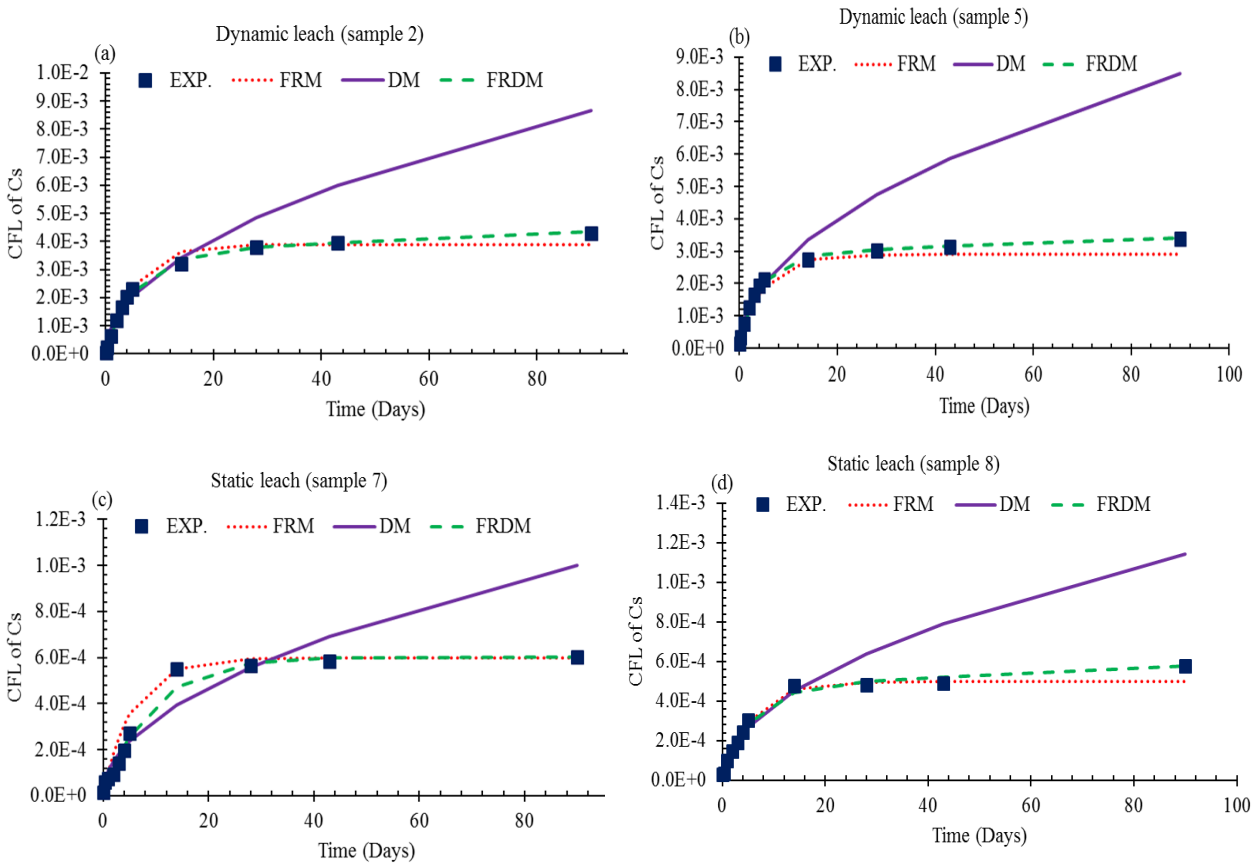 (a)
Dynamic leach (sample 2)
EXP. FRM DM FRDM
1.0E-2
9.0E-3
8.0E-3
7.0E-3
6.0E-3
5.0E-3
4.0E-3
3.0E-3
2.0E-3
1.0E-3
0.0E+0
CFL of Cs
0 20 40 60 80
Time (Days)
Dynamic leach (sample 5)
(b)
EXP. FRM DM FRDM
9.0E-3
8.0E-3
7.0E-3
6.0E-3
5.0E-3
4.0E-3
3.0E-3
2.0E-3
1.0E-3
0.0E+0
CFL of Cs
0 20 40 60 80 100
Time (Days)
Static leach (sample 7)
(c)
EXP. FRM DM FRDM
1.2E-3
1.0E-3
8.0E-4
6.0E-4
4.0E-4
2.0E-4
0.0E+0
CFL of Cs
0 20 40 60 80
Time (Days)
Static leach (sample 8)
(d)
EXP. FRM DM FRDM
1.4E-3
1.2E-3
1.0E-3
8.0E-4
6.0E-4
4.0E-4
2.0E-4
0.0E+0
CFL of Cs
0 20 40 60 80 100
Time (Days)